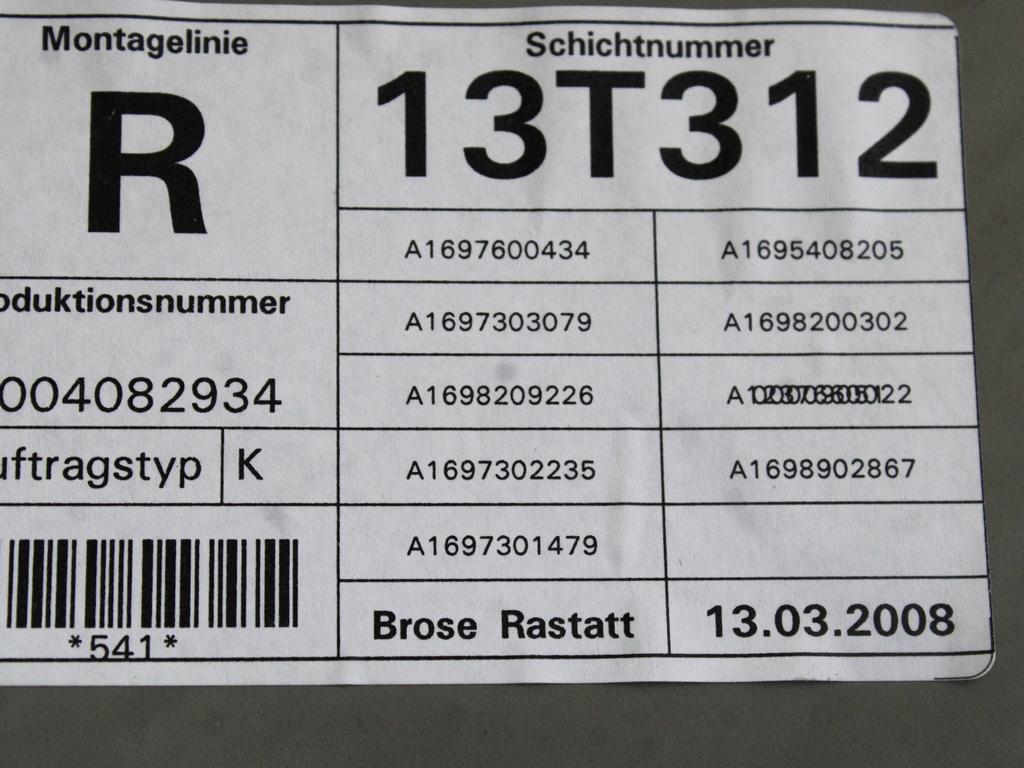 Montagelinie
R
oduktionsnummer
004082934
uftragstyp K
*541*
Schichtnummer
13T312
A1697600434 A1695408205
A1697303079 A1698200302
A1698209226
A1697302235 A1698902867
A1697301479
Brose Rastatt 13.03.2008